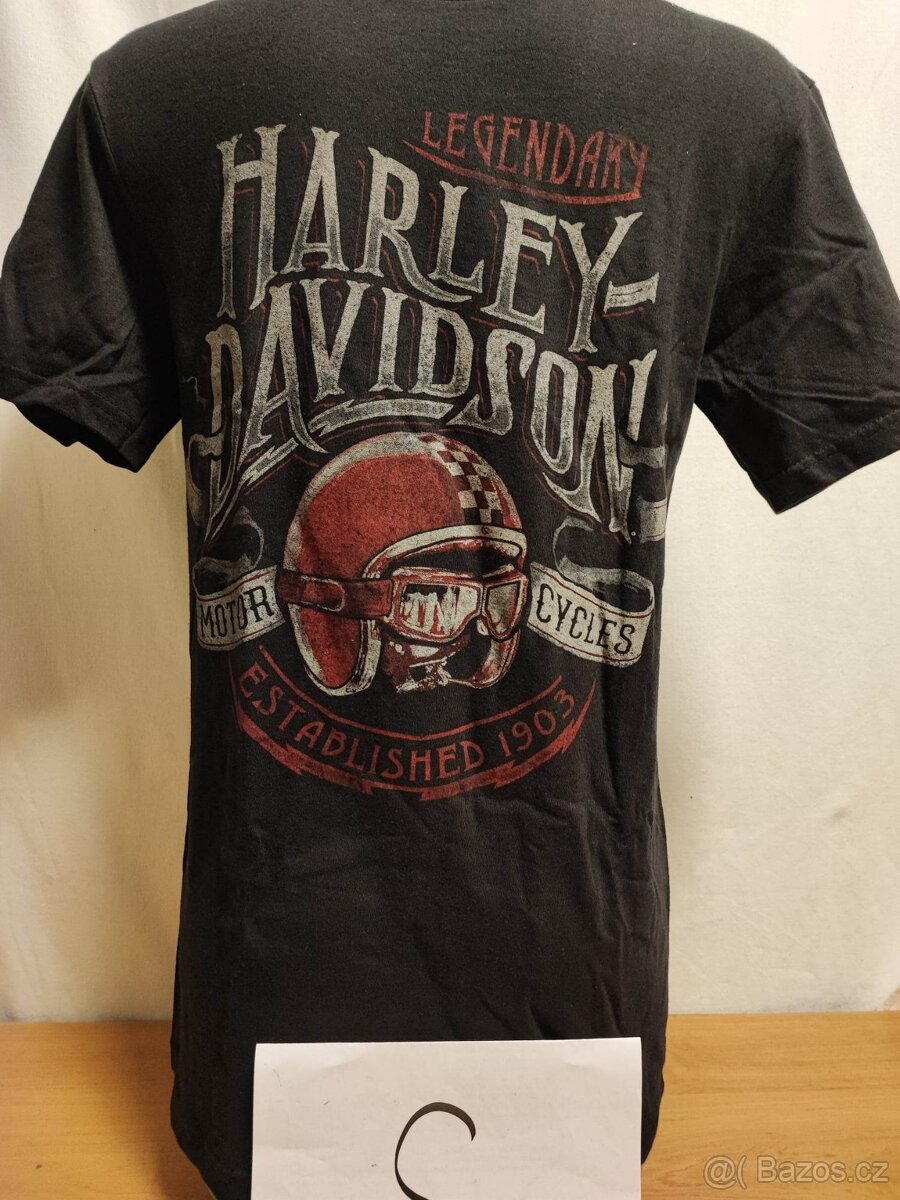 LEGENDARY
HARLEY-
DAVIDSON
MOTOR CYCLES
ESTABLISHED 1903
S
@( Bazos.cz